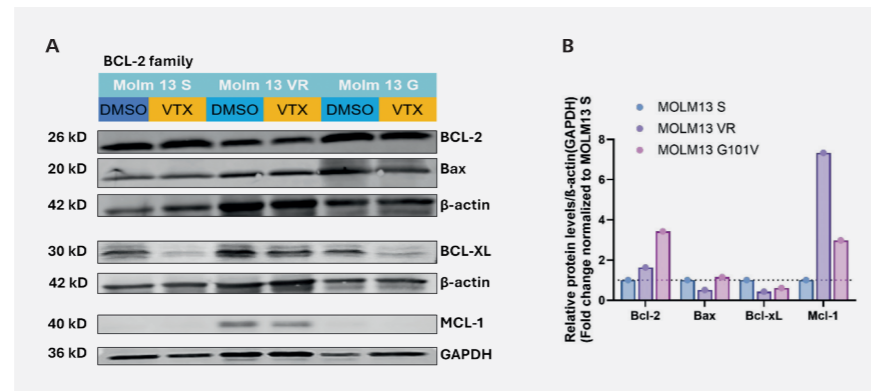 A
BCL-2 family
Molm 13 S Molm 13 VR Molm 13 G
DMSO VTX DMSO VTX DMSO VTX
26 kD BCL-2
20 kD Bax
42 kD β-actin
30 kD BCL-XL
42 kD β-actin
40 kD MCL-1
36 kD GAPDH
B
Relative protein levels/ß-actin(GAPDH)
(Fold change normalized to MOLM13 S
MOLM13 S
MOLM13 VR
MOLM13 G101V
8
6
4
2
0
Bcl-2 Bax Bcl-xL Mcl-1